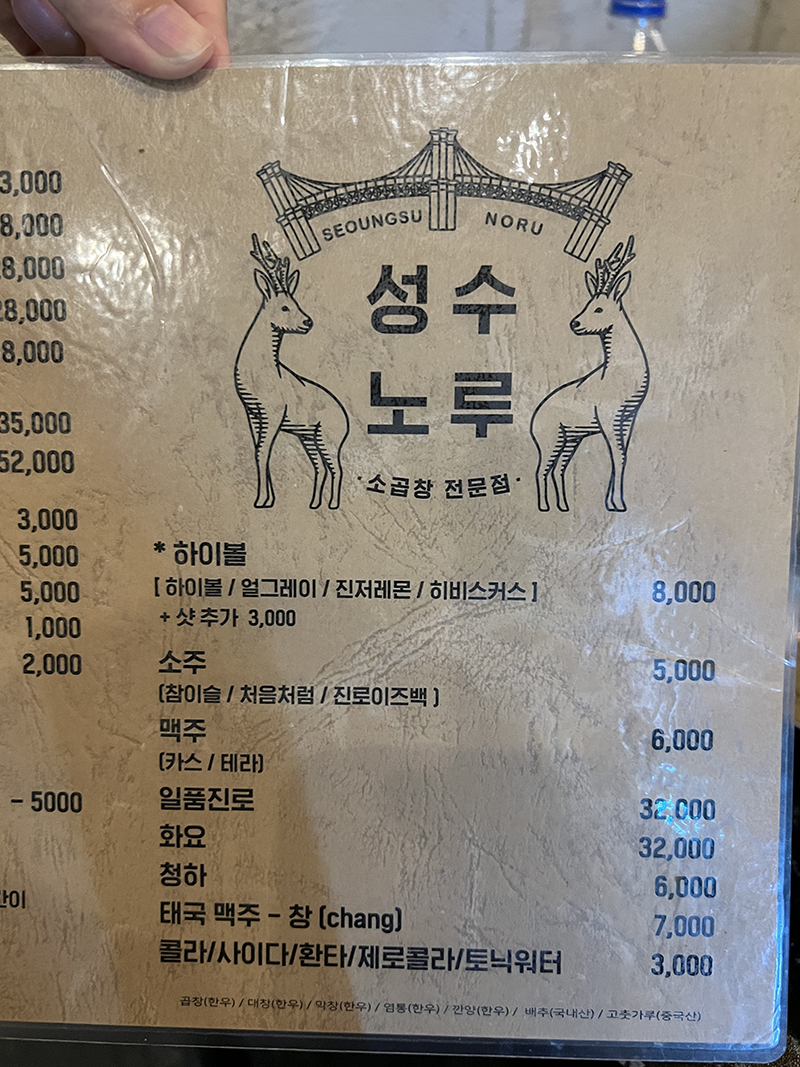 3,000
8,000
8,000
28,000
8,000
35,000
52,000
3,000
5,000
5,000
1,000
2,000
- 5000
SEOUNGSU NORU
성수
노루
·소곱창 전문점·
* 하이볼
[ 하이볼 / 얼그레이 / 진저레몬 / 히비스커스 ] 8,000
+ 샷 추가 3,000
소주 5,000
(참이슬 / 처음처럼 / 진로이즈백 )
맥주 6,000
(카스 / 테라)
일품진로 32,000
화요 32,000
청하 6,000
태국 맥주 - 창 (chang) 7,000
콜라/사이다/환타/제로콜라/토닉워터 3,000
곱창(한우) / 대창(한우) / 막창(한우) / 염통(한우) / 깐양(한우) / 배추(국내산) / 고춧가루(중국산)